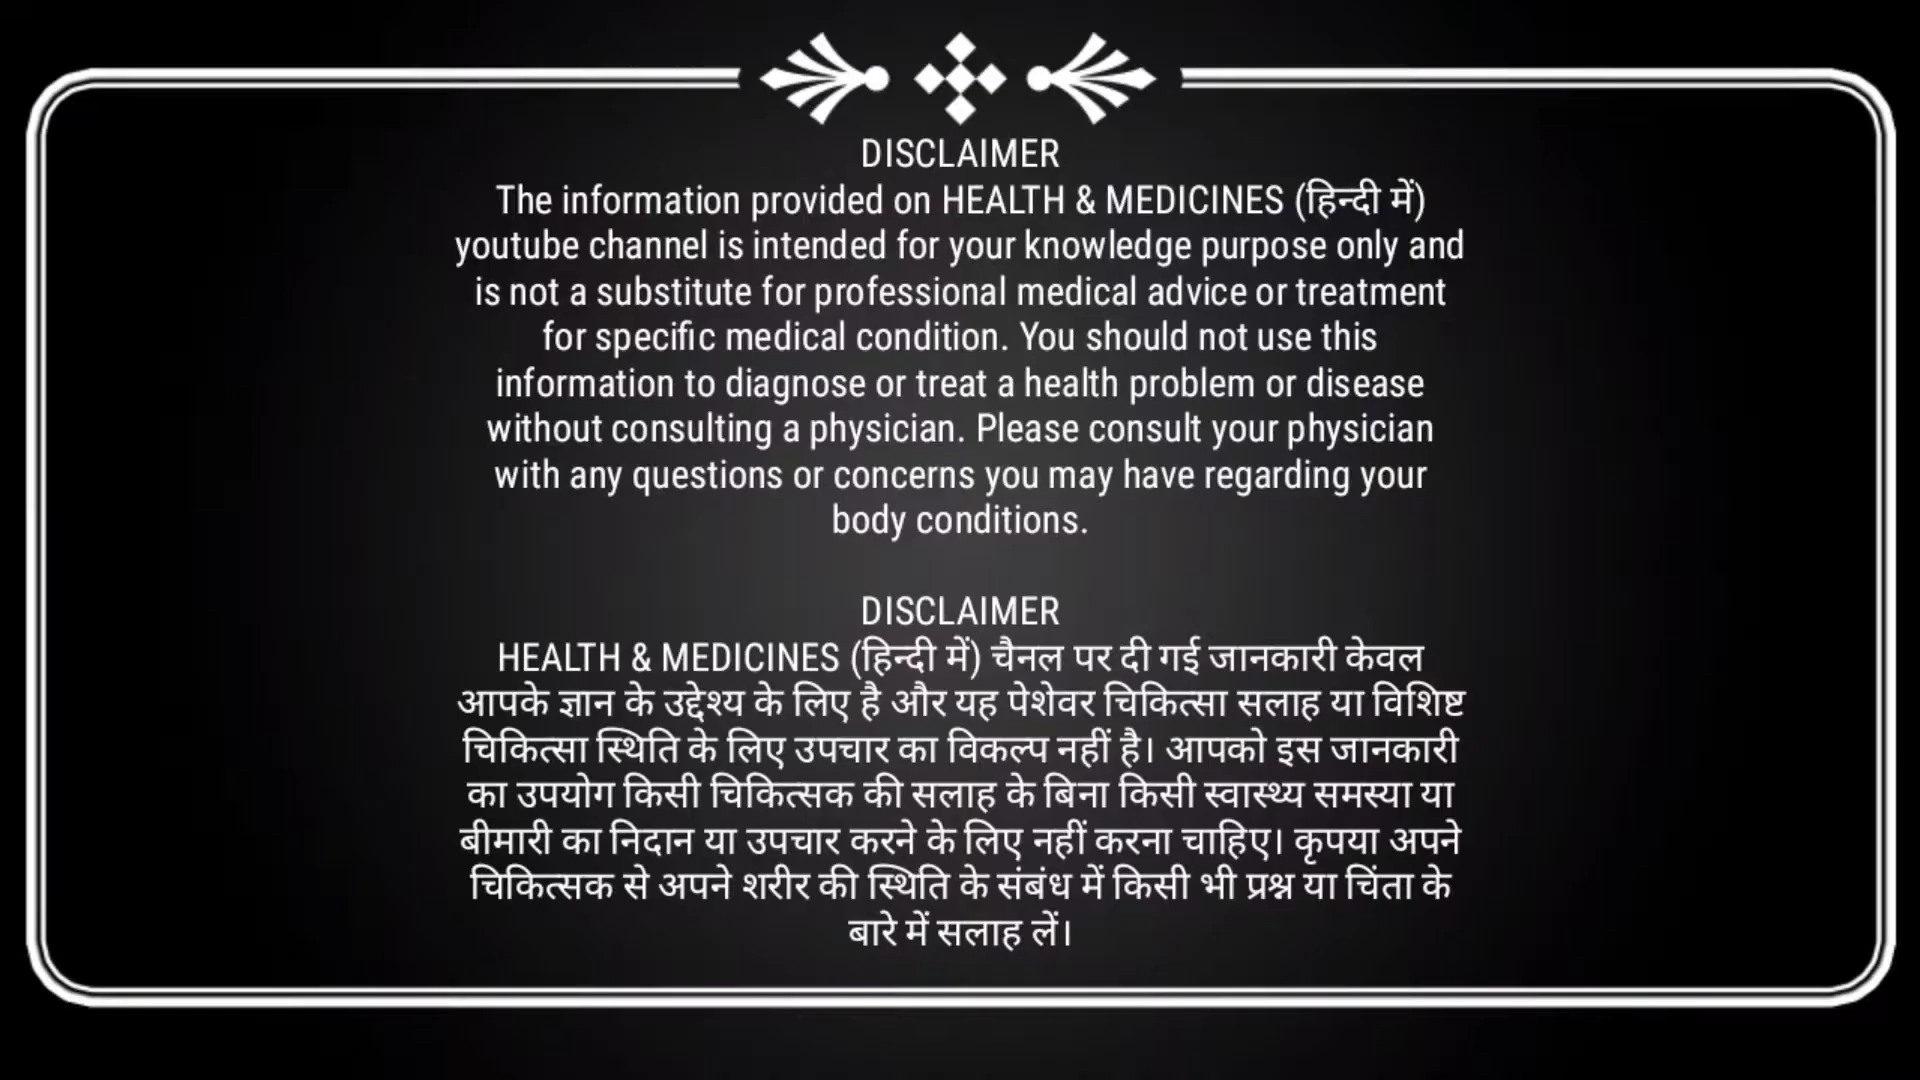 DISCLAIMER
The information provided on HEALTH & MEDICINES (हिन्दी में)
youtube channel is intended for your knowledge purpose only and
is not a substitute for professional medical advice or treatment
for specific medical condition. You should not use this
information to diagnose or treat a health problem or disease
without consulting a physician. Please consult your physician
with any questions or concerns you may have regarding your
body conditions.
DISCLAIMER
HEALTH & MEDICINES (हिन्दी में) चैनल पर दी गई जानकारी केवल
आपके ज्ञान के उद्देश्य के लिए है और यह पेशेवर चिकित्सा सलाह या विशिष्ट
चिकित्सा स्थिति के लिए उपचार का विकल्प नहीं है। आपको इस जानकारी
का उपयोग किसी चिकित्सक की सलाह के बिना किसी स्वास्थ्य समस्या या
बीमारी का निदान या उपचार करने के लिए नहीं करना चाहिए। कृपया अपने
चिकित्सक से अपने शरीर की स्थिति के संबंध में किसी भी प्रश्न या चिंता के
बारे में सलाह लें।